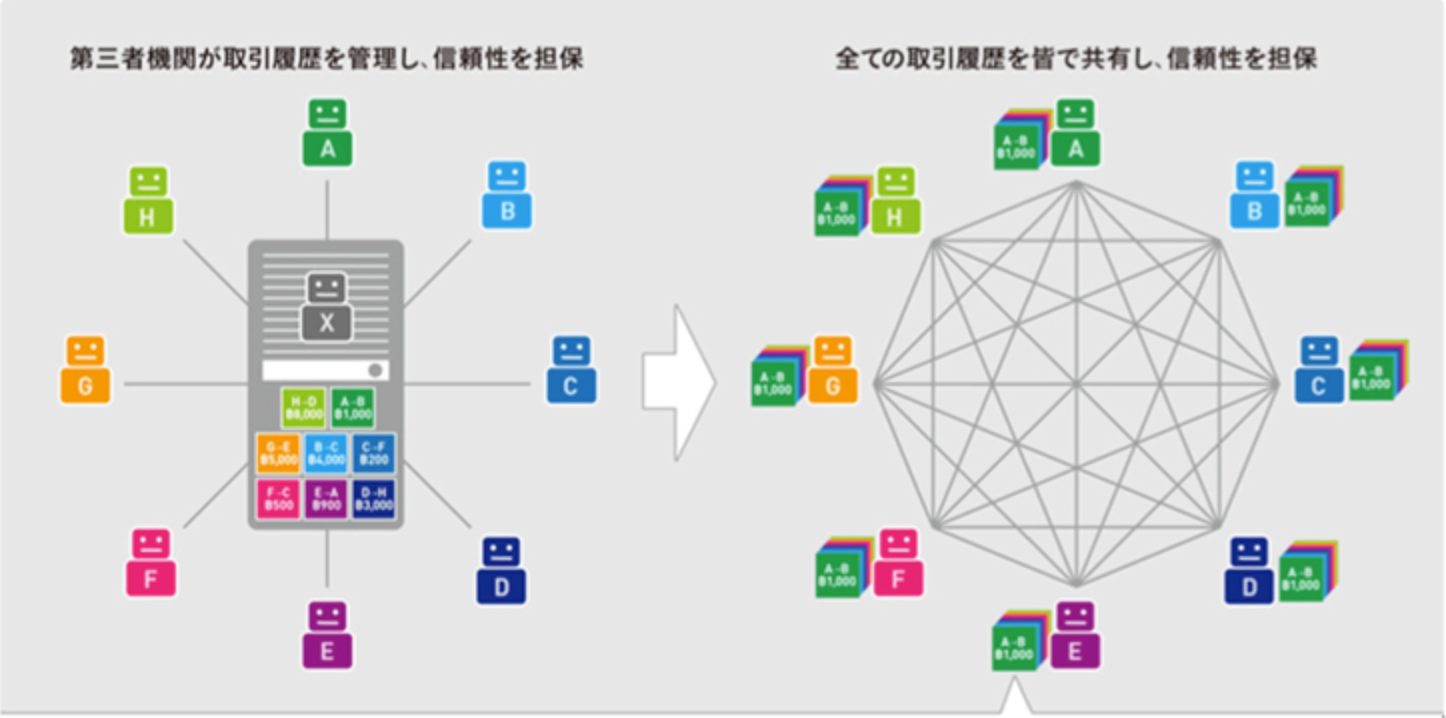 第三者機関が取引履歴を管理し、信頼性を担保
全ての取引履歴を皆で共有し、信頼性を担保
A
H
B
X
G
C
H→D
B8,000
A→B
B1,000
G→E
B5,000
B→C
B4,000
C→F
B200
F→C
B500
E→A
B900
D→H
B3,000
F
D
E
A→B
B1,000
A
A→B
B1,000
H
B
A→B
B1,000
A→B
B1,000
G
C
A→B
B1,000
A→B
B1,000
F
D
A→B
B1,000
A→B
B1,000
E